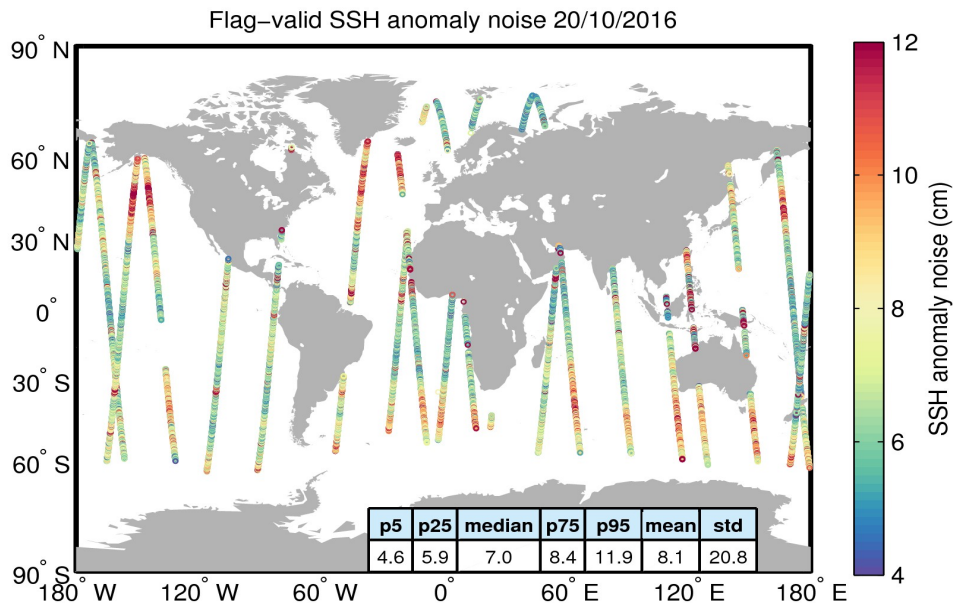 Flag−valid SSH anomaly noise 20/10/2016
90° N
60° N
30° N
0°
30° S
60° S
90° S
180° W
120° W
60° W
0°
60° E
120° E
180° E
p5 p25 median p75 p95 mean std
4.6 5.9 7.0 8.4 11.9 8.1 20.8
12
10
8
6
4
SSH anomaly noise (cm)